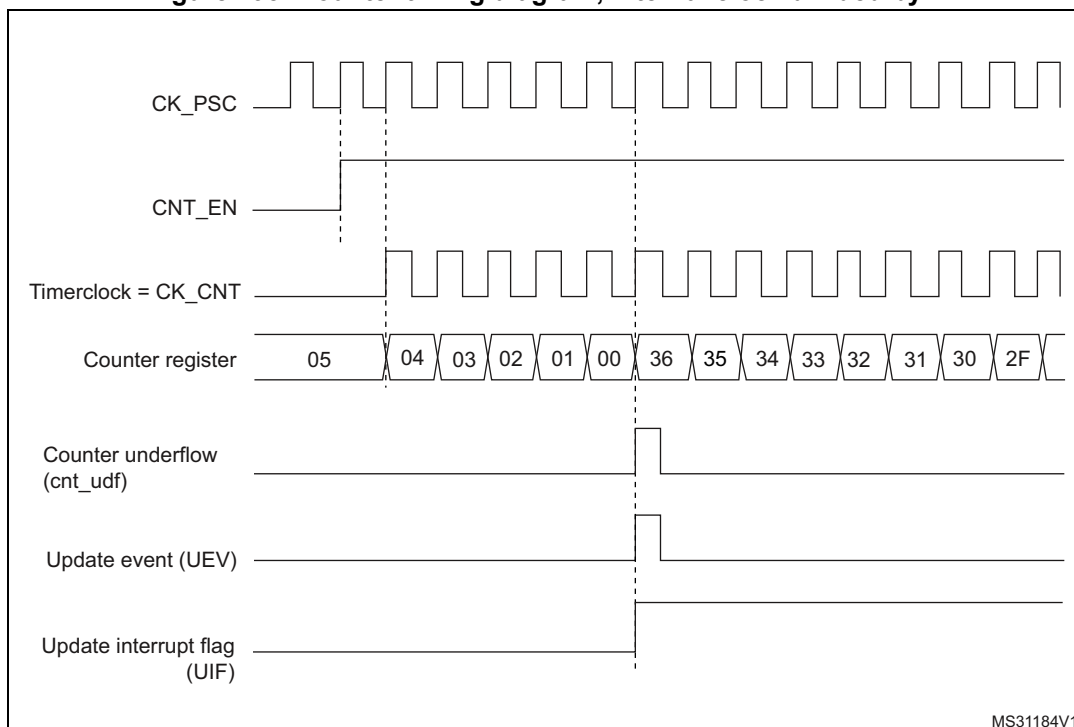 CK_PSC
CNT_EN
Timerclock = CK_CNT
Counter register 05 04 03 02 01 00 36 35 34 33 32 31 30 2F
Counter underflow
(cnt_udf)
Update event (UEV)
Update interrupt flag
(UIF)
MS31184V1